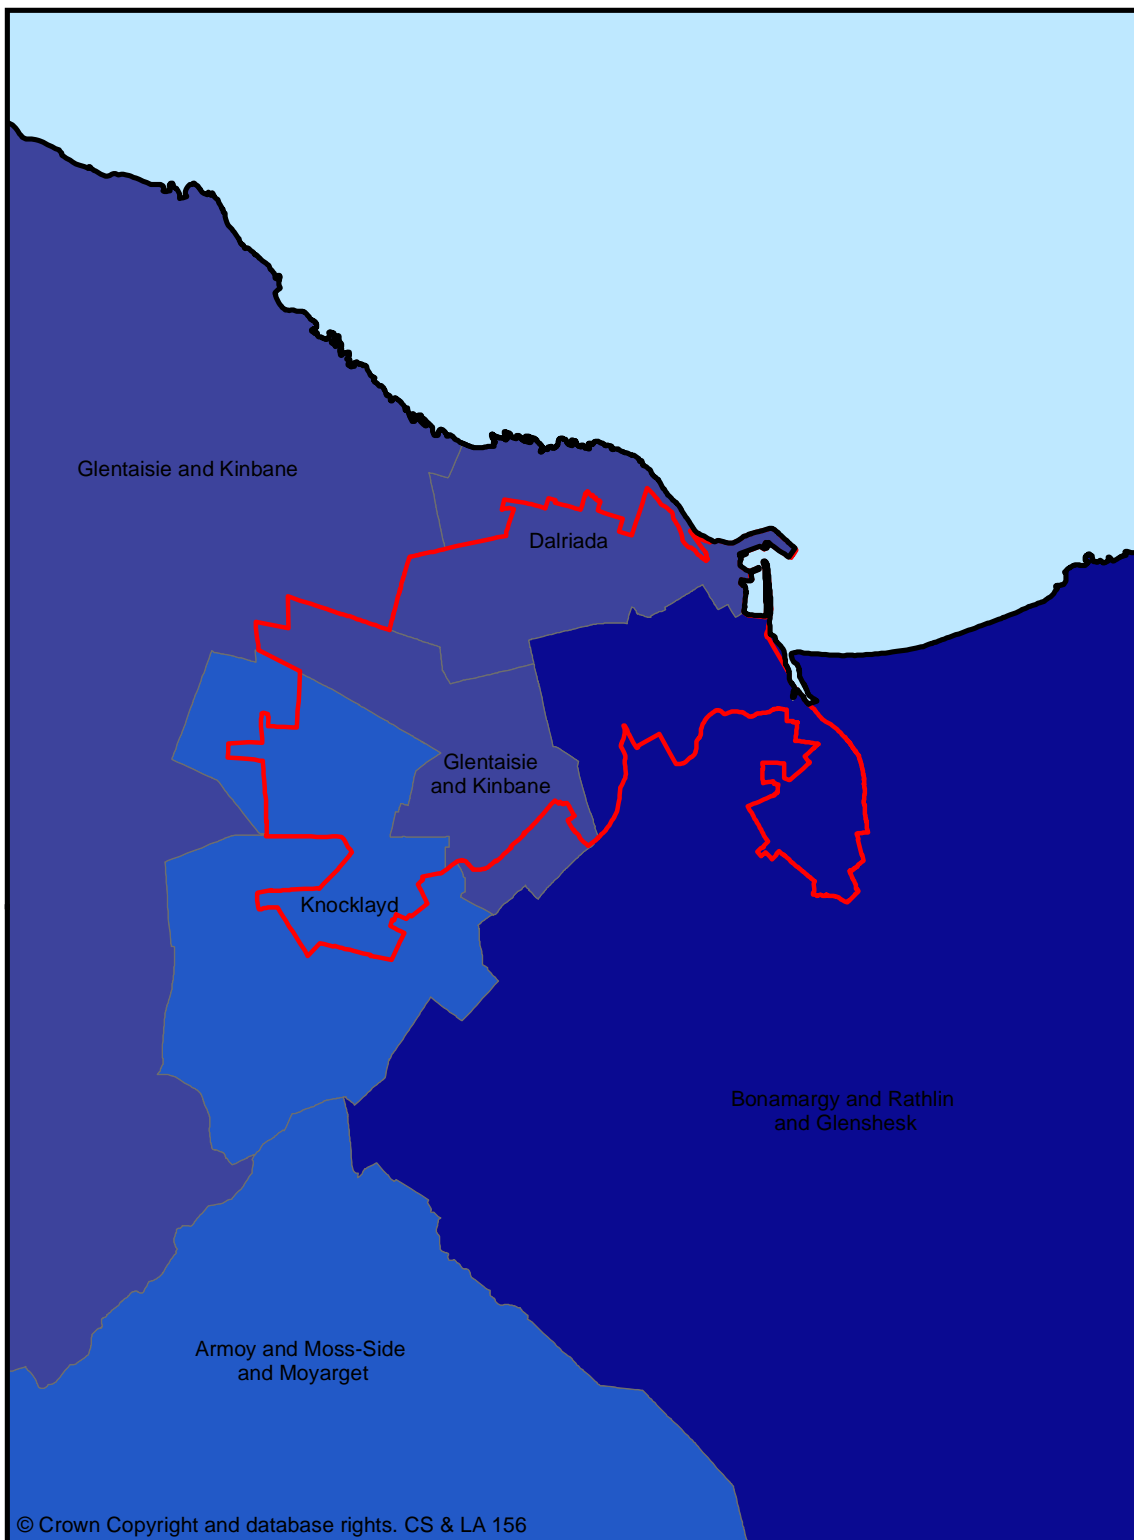 Glentaisie and Kinbane
Dalriada
Glentaisie
and Kinbane
Knocklayd
Bonamargy and Rathlin
and Glenshesk
Armoy and Moss-Side
and Moyarget
© Crown Copyright and database rights. CS & LA 156